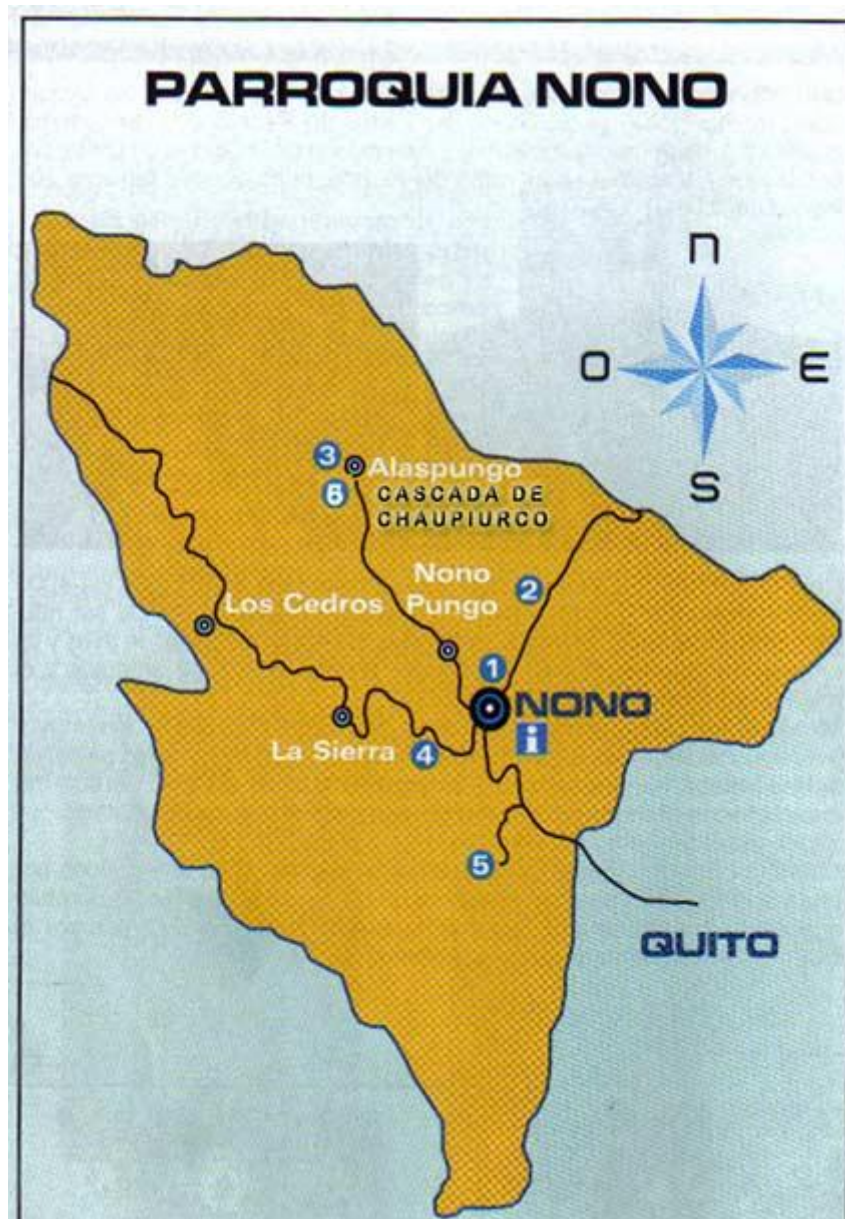 PARROQUIA NONO
N
O
E
S
3
Alaspungo
6
CASCADA DE
CHAUPIURCO
Nono
Pungo
2
Los Cedros
1
NONO
i
La Sierra
4
5
QUITO